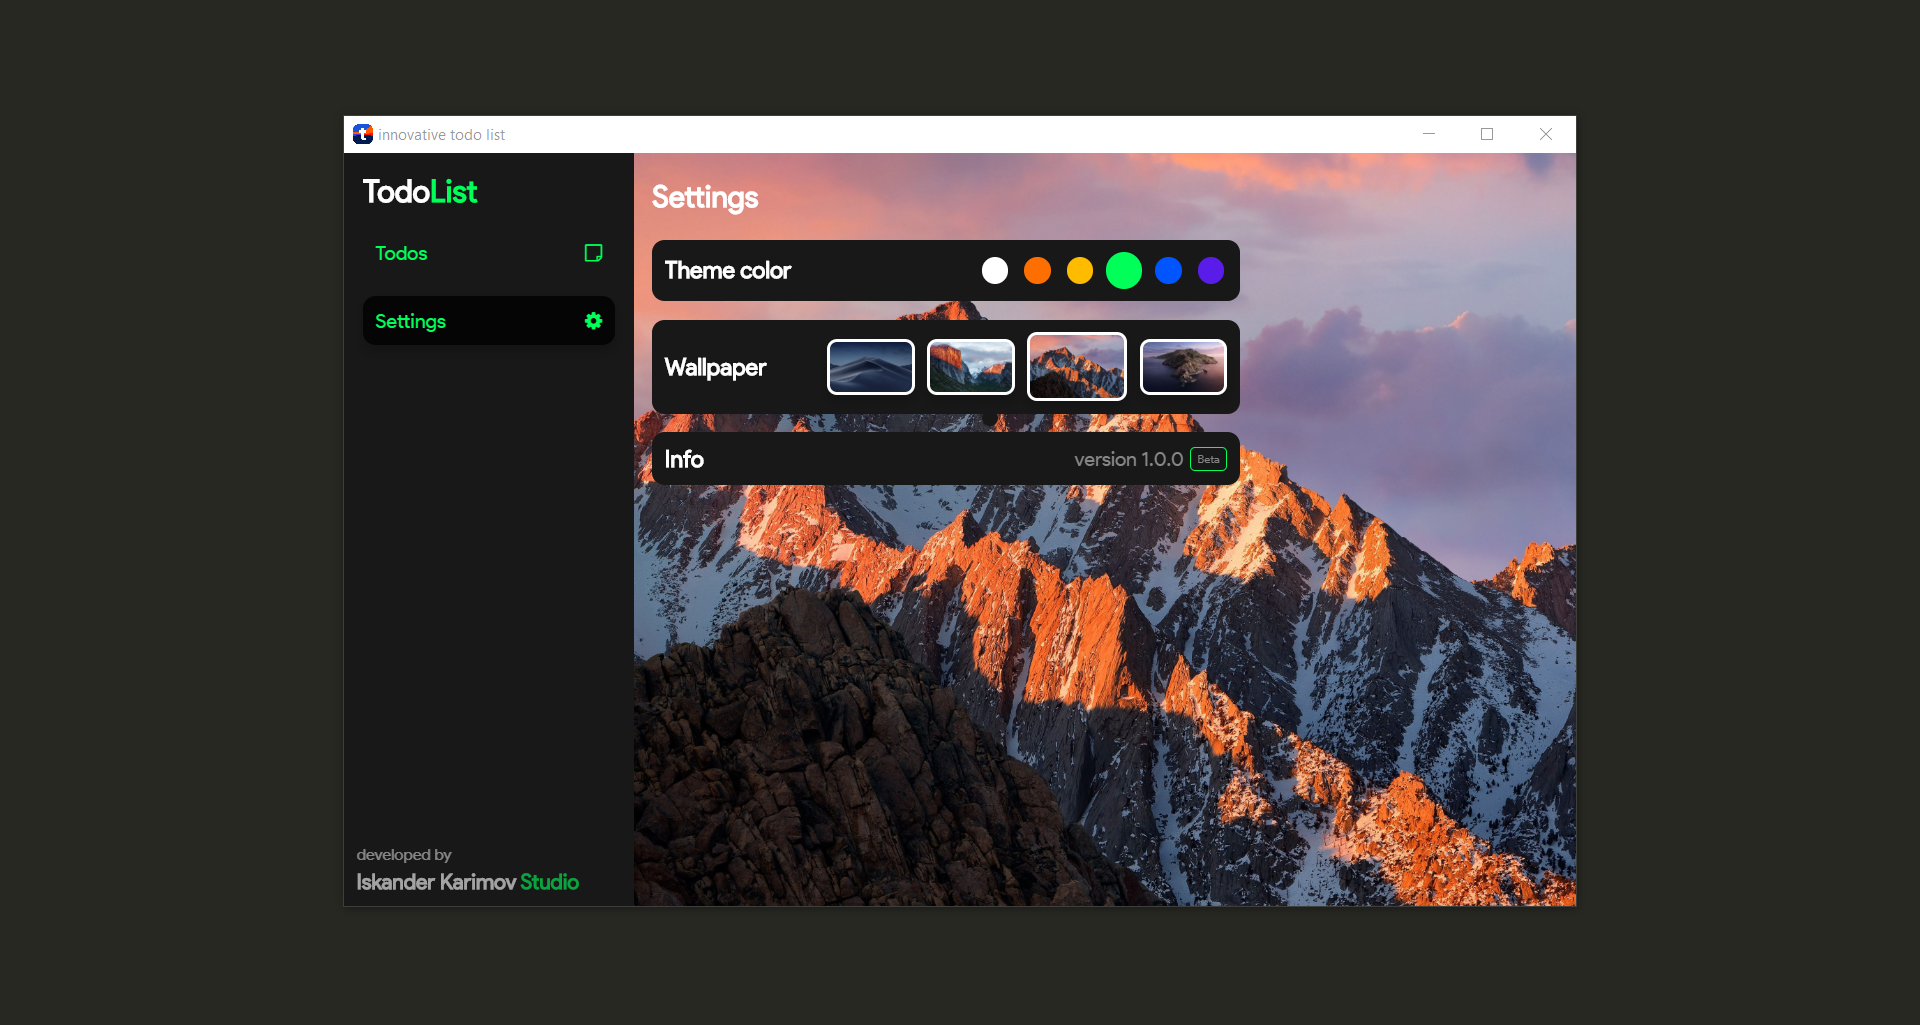 t innovative todo list
TodoList
Todos
Settings
developed by
Iskander Karimov Studio
Settings
Theme color
Wallpaper
Info
version 1.0.0 Beta